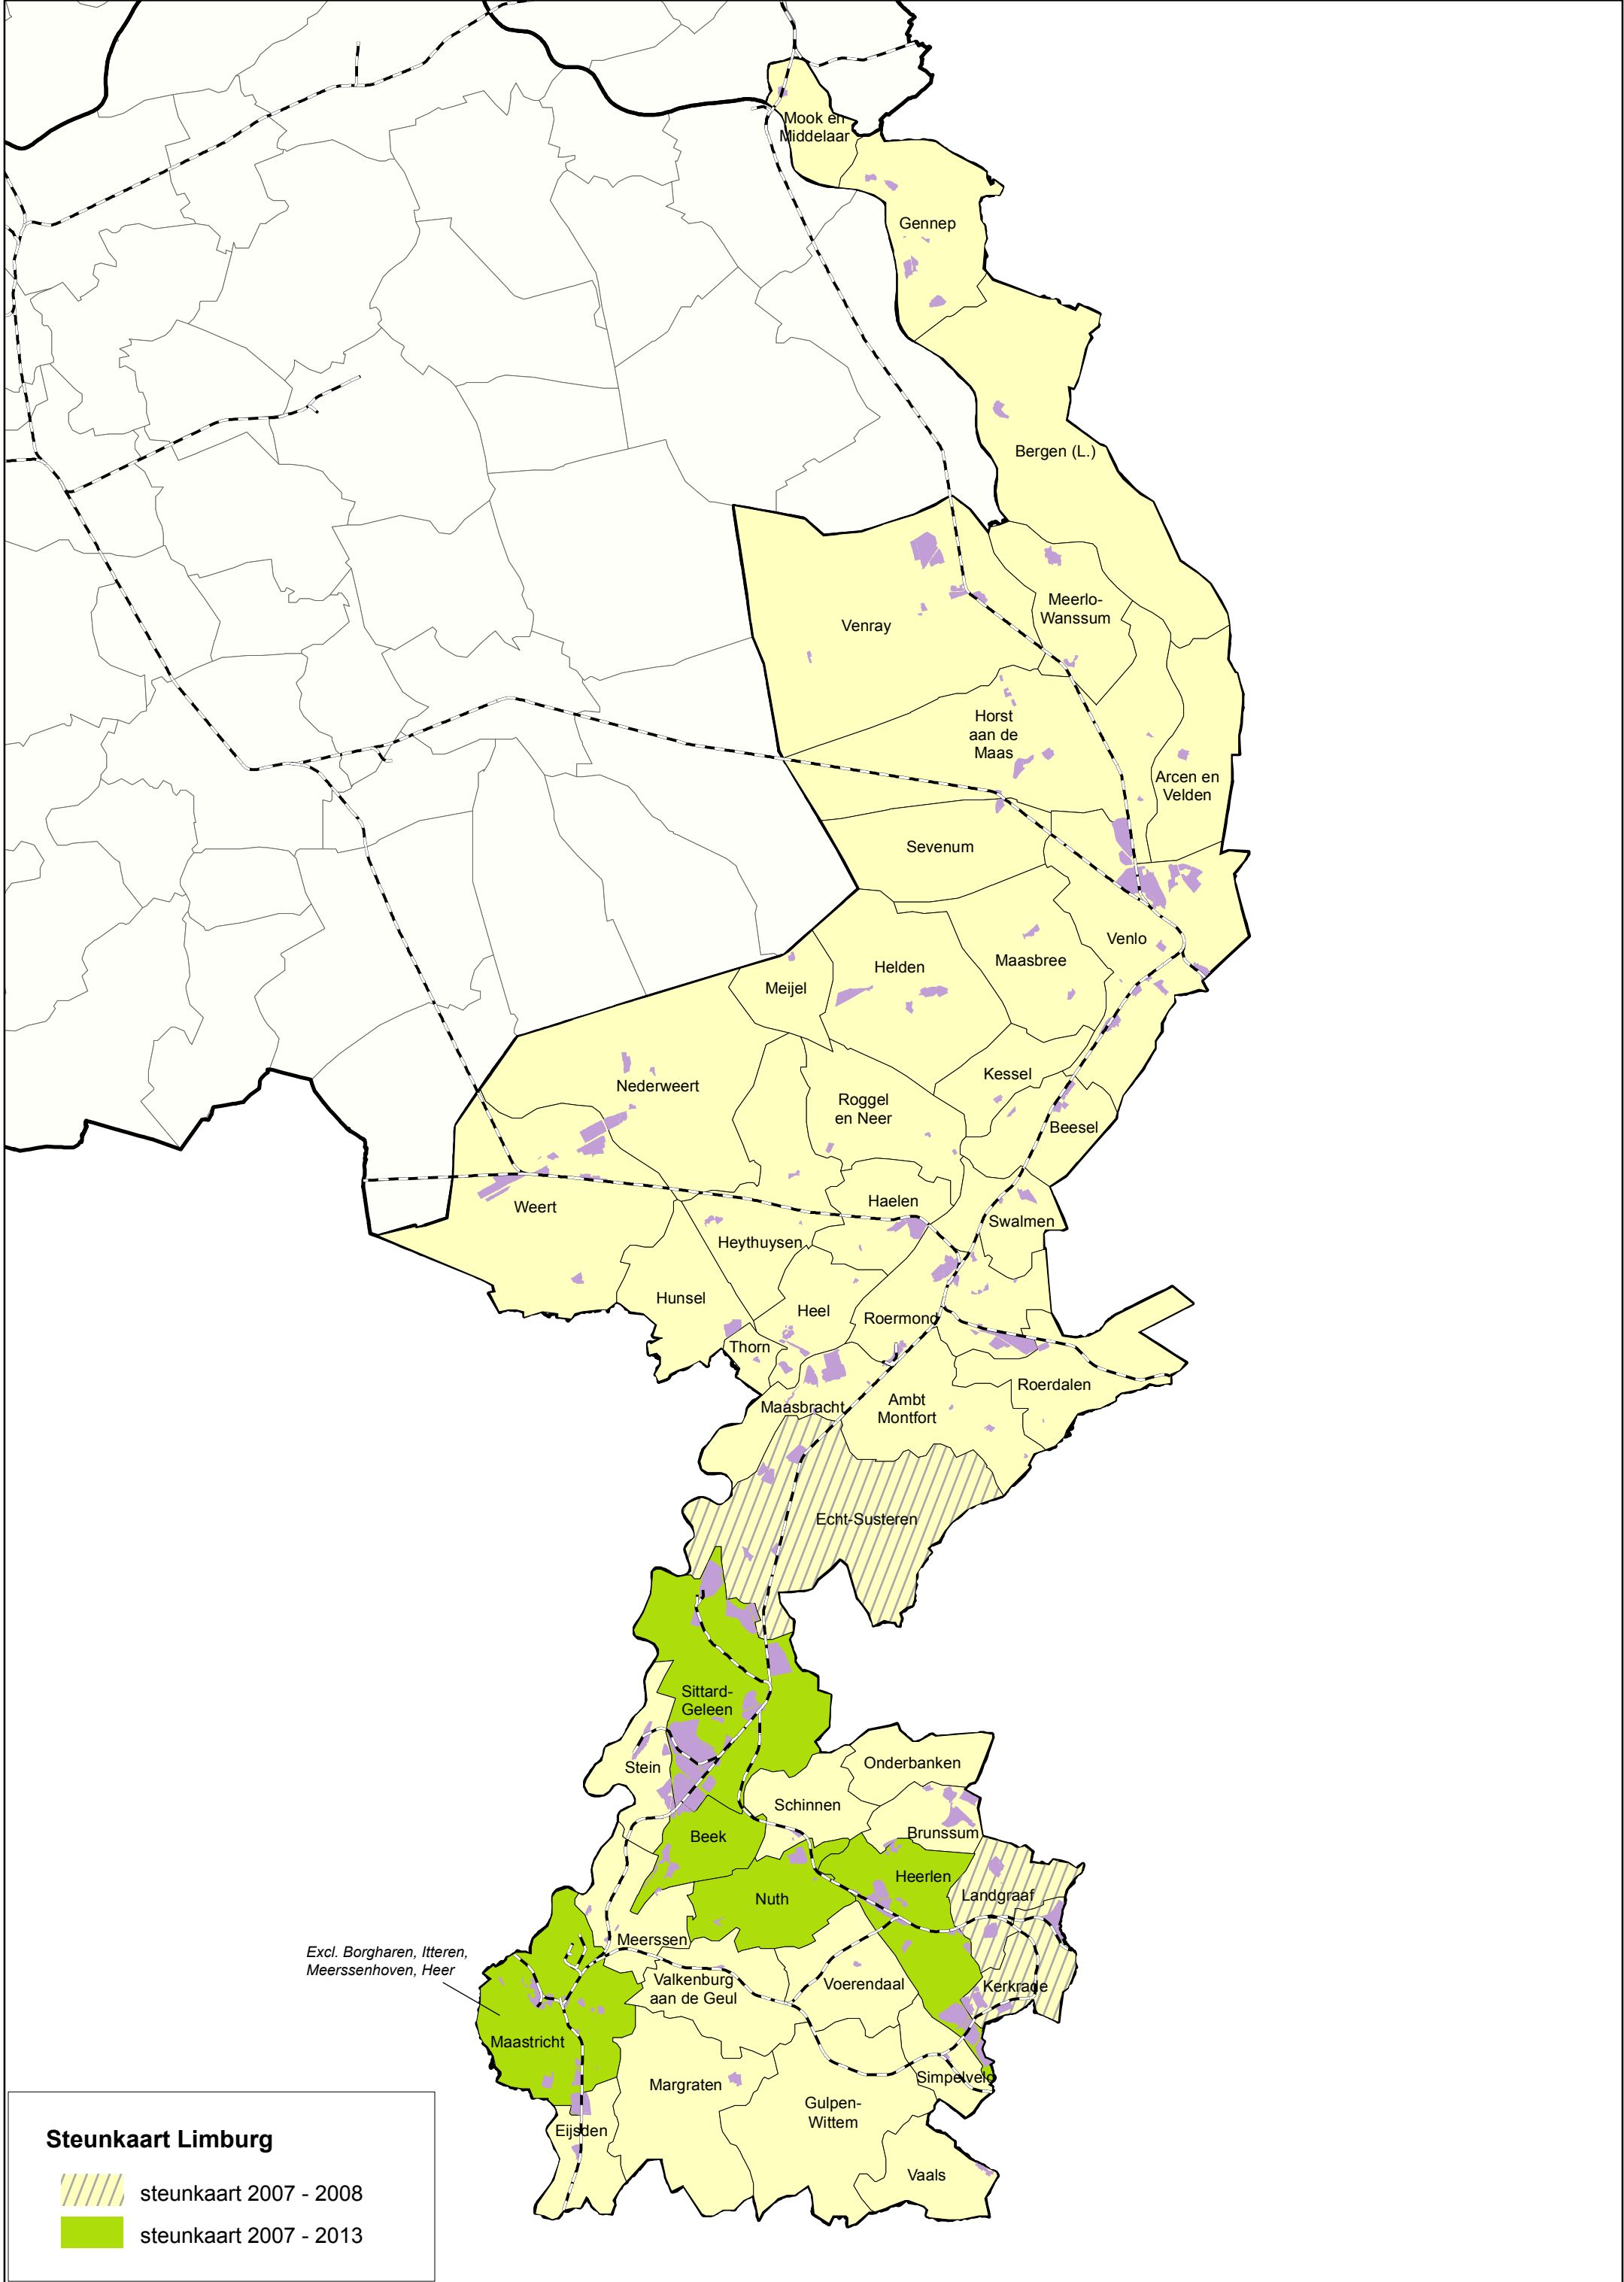 Mook en
Middelaar
Gennep
Bergen (L.)
Meerlo-
Wanssum
Venray
Horst
aan de
Maas
Arcen en
Velden
Sevenum
Venlo
Maasbree
Helden
Meijel
Kessel
Nederweert
Roggel
en Neer
Beesel
Haelen
Weert
Swalmen
Heythuysen
Hunsel
Heel
Roermond
Thorn
Roerdalen
Maasbracht
Ambt
Montfort
Echt-Susteren
Sittard-
Geleen
Stein
Onderbanken
Schinnen
Brunssum
Beek
Heerlen
Landgraaf
Nuth
Meerssen
Excl. Borgharen, Itteren,
Meerssenhoven, Heer
Valkenburg
aan de Geul
Voerendaal
Kerkrade
Maastricht
Simpelveld
Margraten
Gulpen-
Wittem
Eijsden
Vaals
Steunkaart Limburg
steunkaart 2007 - 2008
steunkaart 2007 - 2013